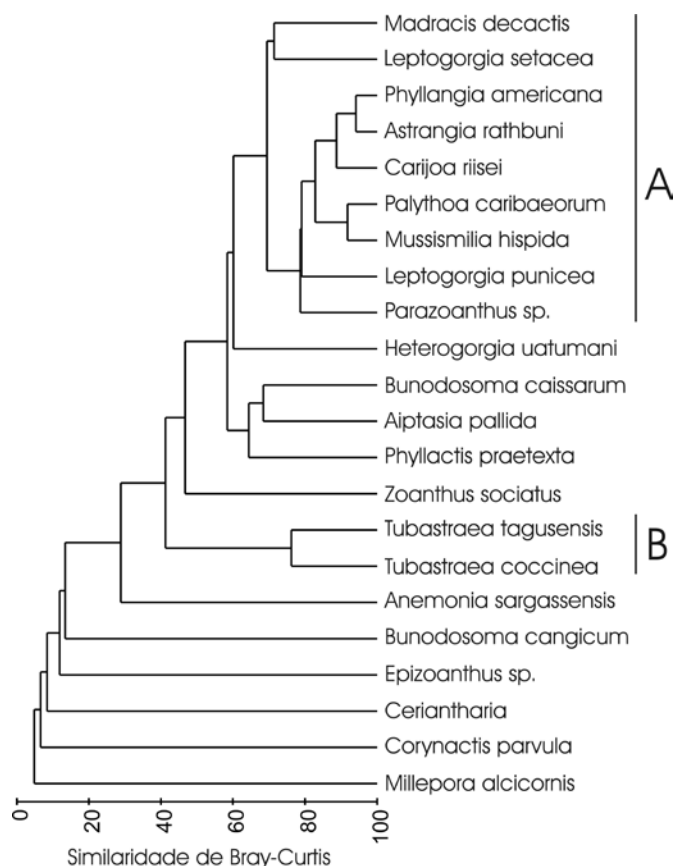 Madracis decactis
Leptogorgia setacea
Phyllangia americana
Astrangia rathbuni
Carijoa riisei
Palythoa caribaeorum
Mussismilia hispida
Leptogorgia punicea
Parazoanthus sp.
A
Heterogorgia uatumani
Bunodosoma caissarum
Aiptasia pallida
Phyllactis praetexta
Zoanthus sociatus
Tubastraea tagusensis
Tubastraea coccinea
B
Anemonia sargassensis
Bunodosoma cangicum
Epizoanthus sp.
Ceriantharia
Corynactis parvula
Millepora alcicornis
0 20 40 60 80 100
Similaridade de Bray-Curtis